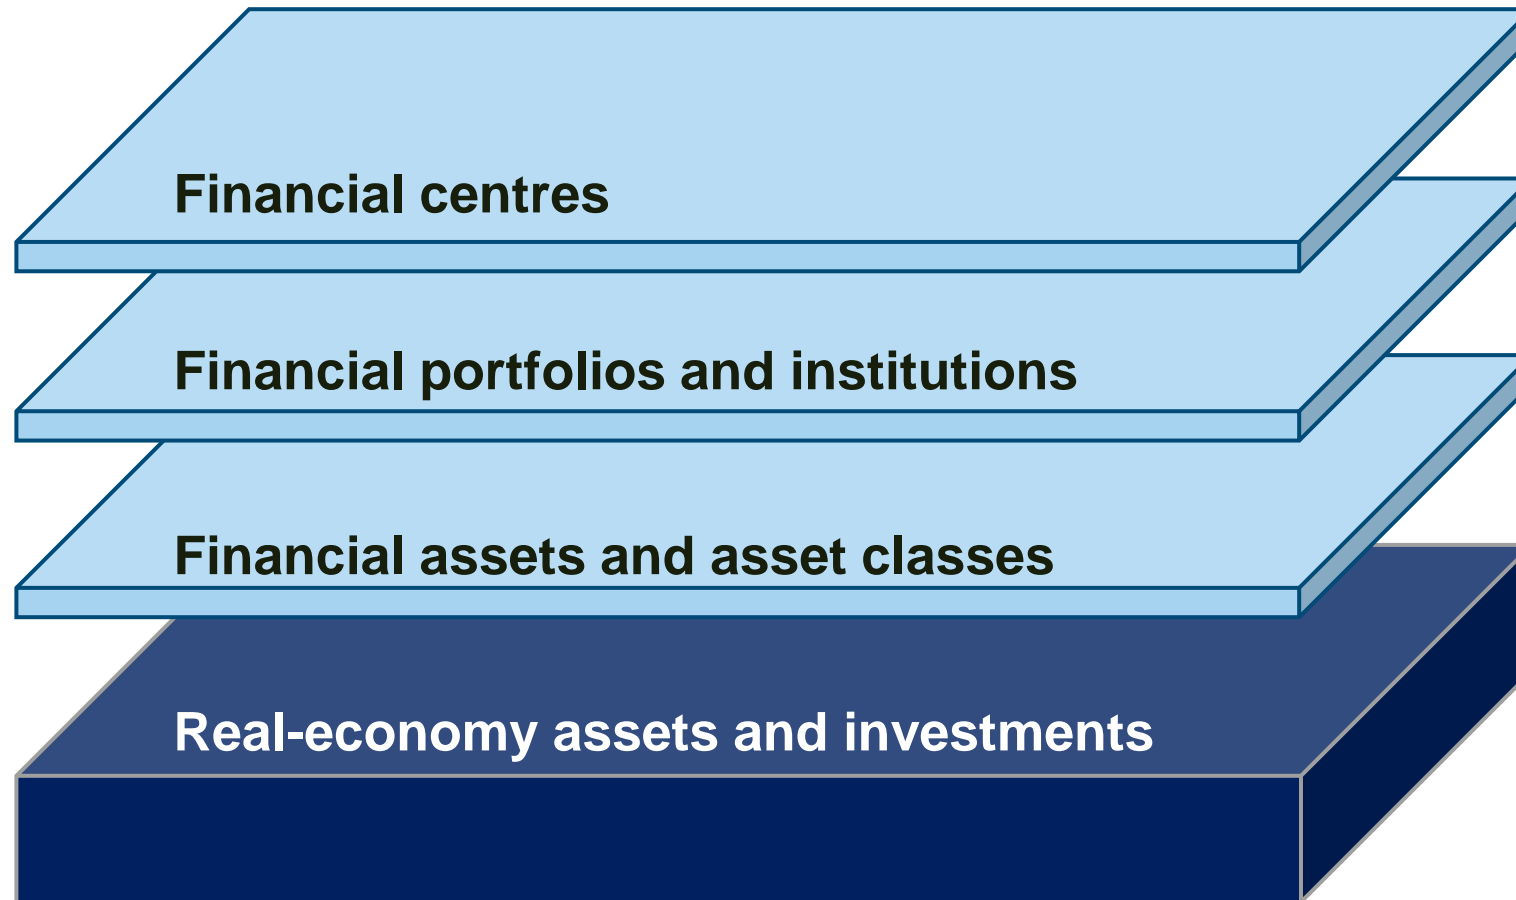 Financial centres
Financial portfolios and institutions
Financial assets and asset classes
Real-economy assets and investments